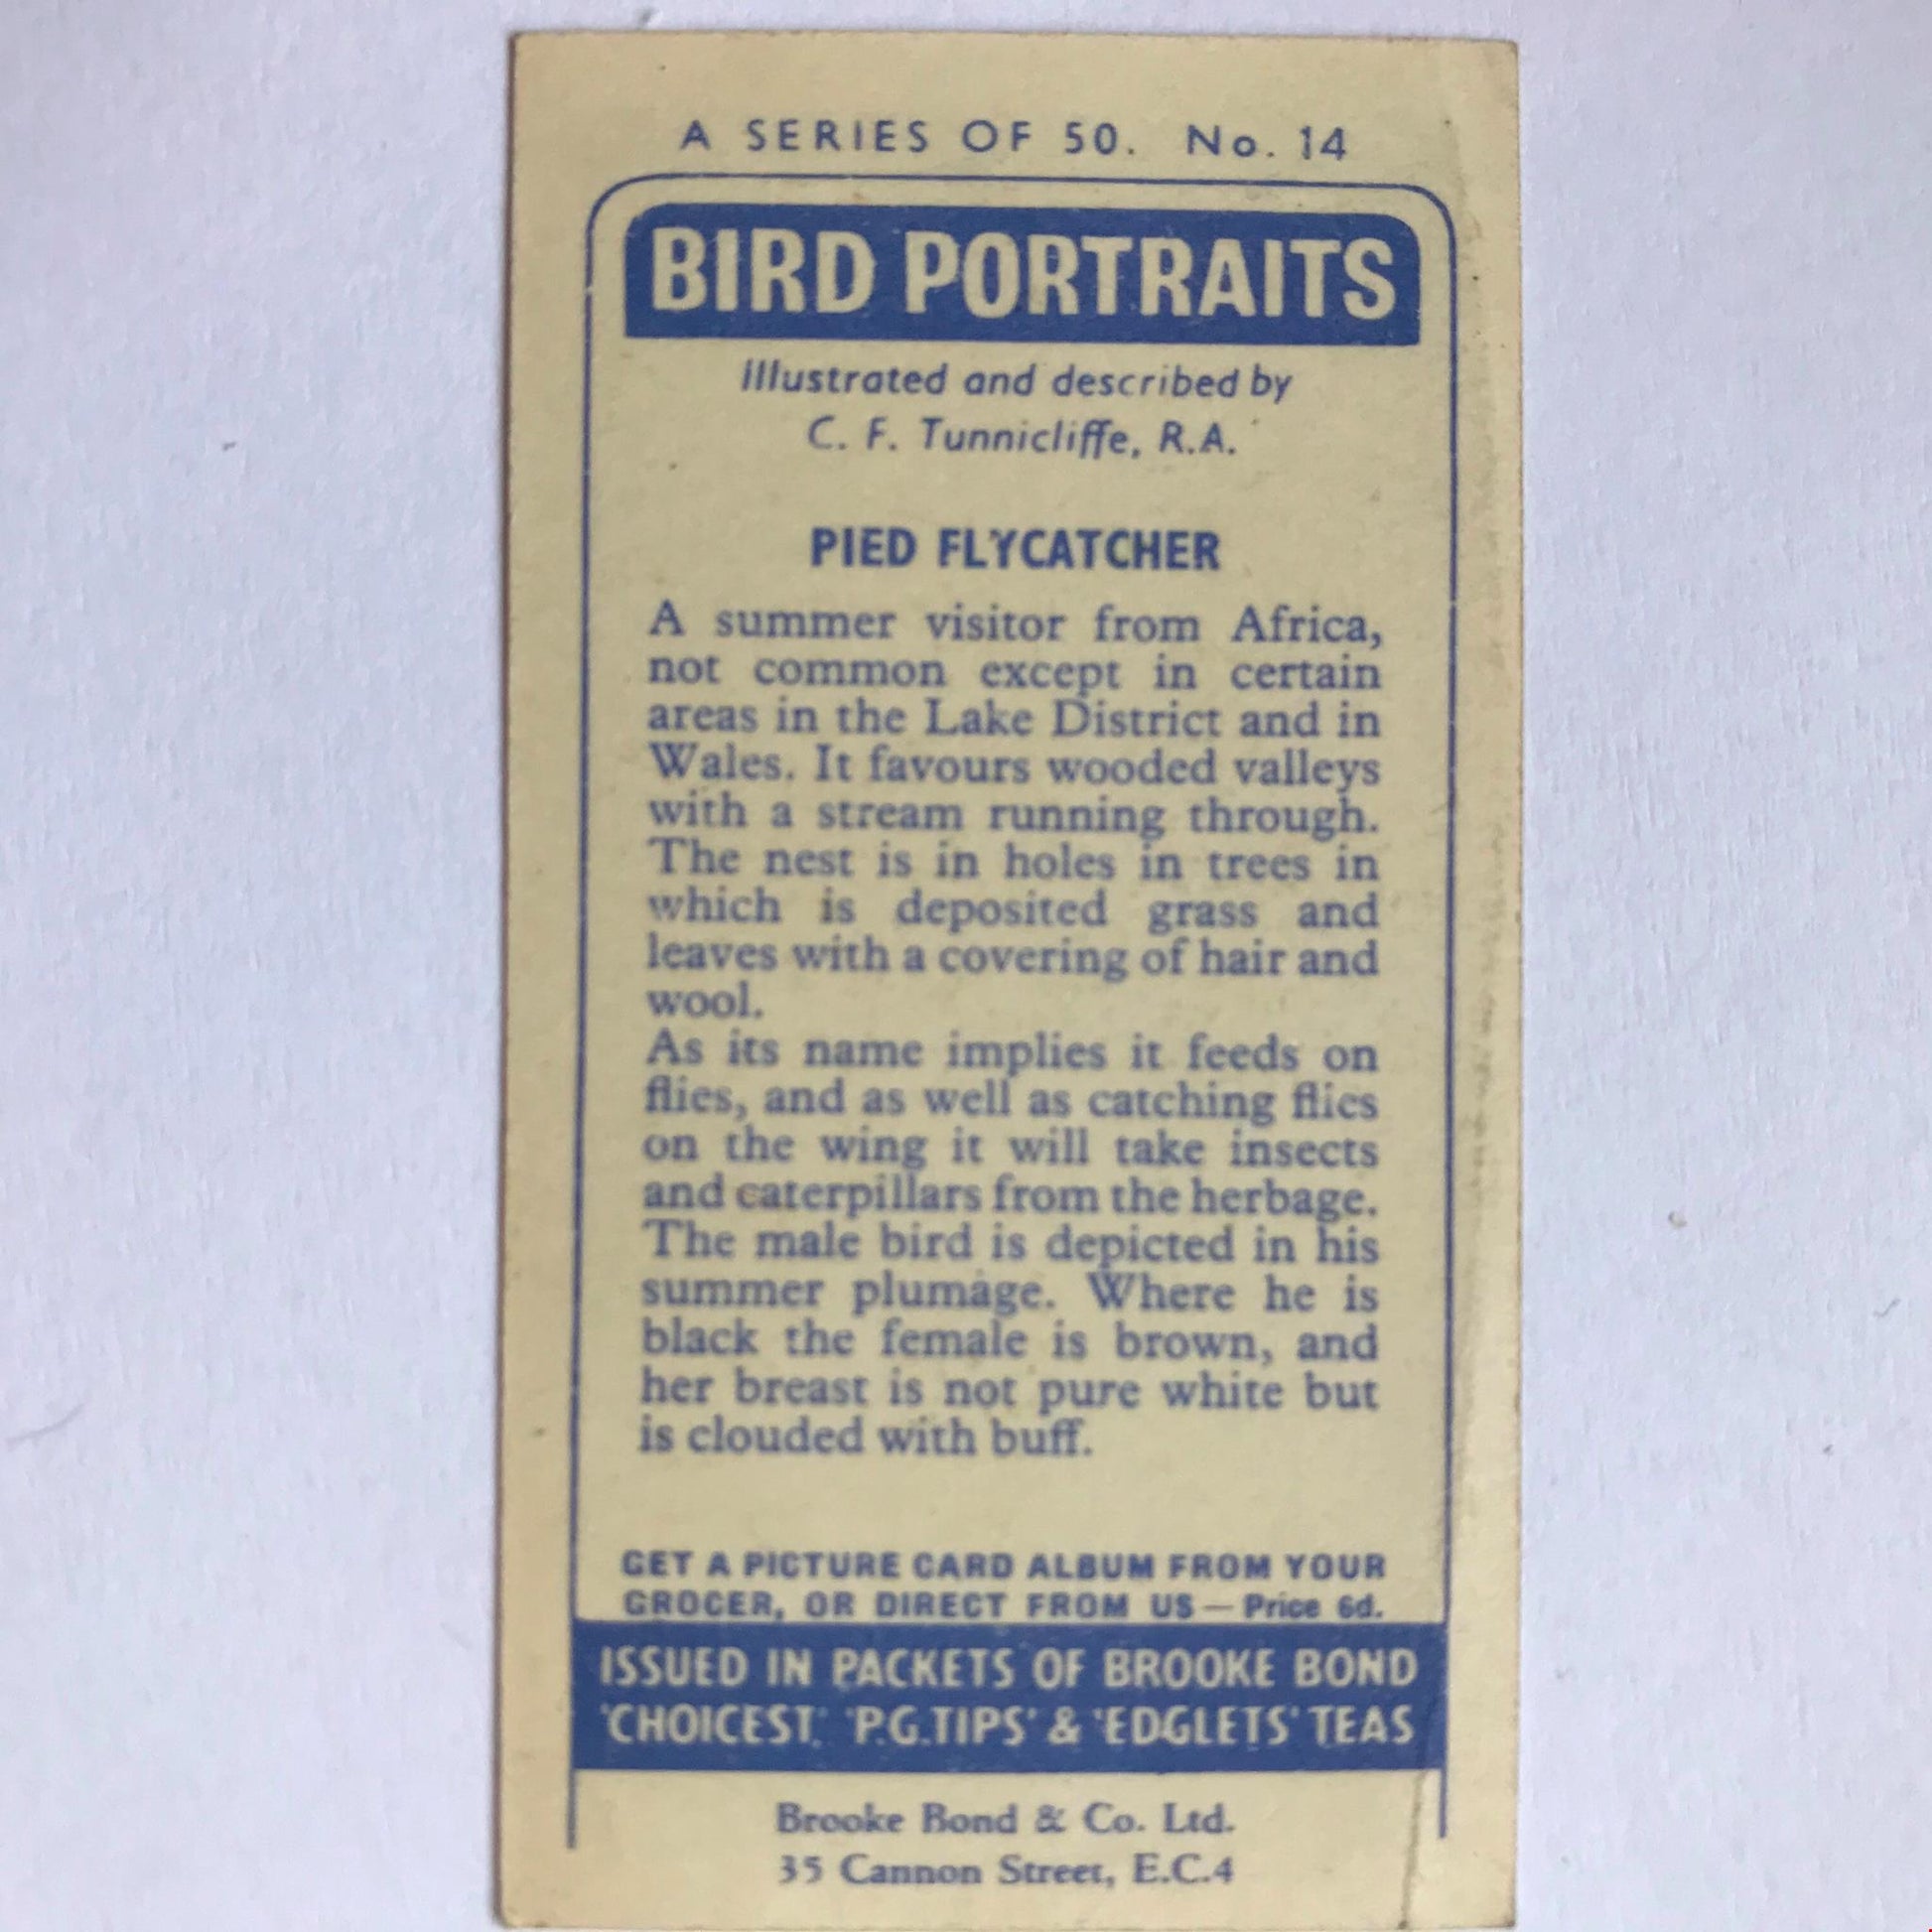 A SERIES OF 50. No. 14
BIRD PORTRAITS
Illustrated and described by
C. F. Tunnicliffe, R.A.
PIED FLYCATCHER
A summer visitor from Africa,
not common except in certain
areas in the Lake District and in
Wales. It favours wooded valleys
with a stream running through.
The nest is in holes in trees in
which is deposited grass and
leaves with a covering of hair and
wool.
As its name implies it feeds on
flies, and as well as catching flies
on the wing it will take insects
and caterpillars from the herbage.
The male bird is depicted in his
summer plumage. Where he is
black the female is brown, and
her breast is not pure white but
is clouded with buff.
GET A PICTURE CARD ALBUM FROM YOUR
GROCER, OR DIRECT FROM US — Price 6d.
ISSUED IN PACKETS OF BROOKE BOND
'CHOICEST,' 'P.G.TIPS' & 'EDGLETS' TEAS
Brooke Bond & Co. Ltd.
35 Cannon Street, E.C.4